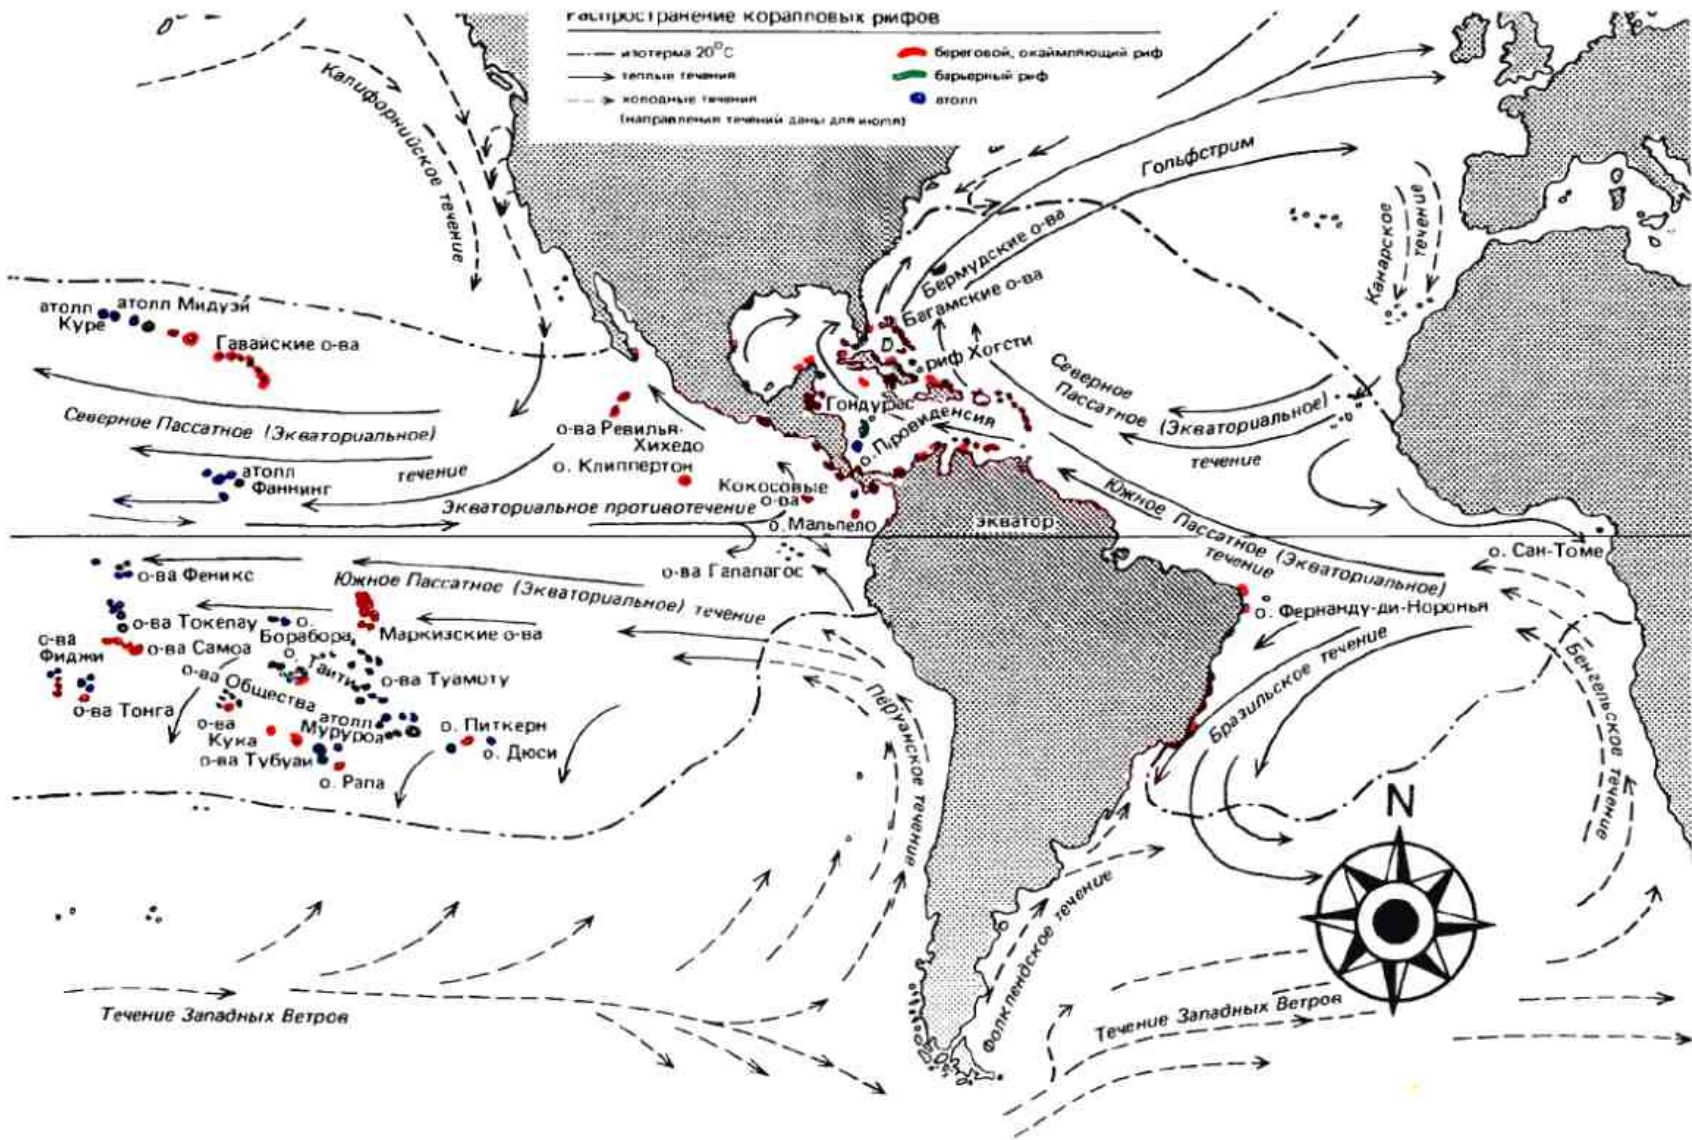 Распространение коралловых рифов
изотерма 20°С
теплые течения
холодные течения
(направления течений даны для июля)
береговой, окаймляющий риф
барьерный риф
атолл
Калифорнийское течение
Гольфстрим
Канарское
течение
Бермудские о-ва
Багамские о-ва
атолл
Куре
атолл Мидуэй
Гавайские о-ва
риф Хогсти
Северное
Пассатное (Экваториальное)
течение
Северное Пассатное (Экваториальное)
течение
Гондурас
о. Провиденсия
о-ва Ревилья-
Хихедо
о. Клиппертон
атолл
Фаннинг
Кокосовые
о-ва
Экваториальное противотечение
о. Мальпело
экватор
Южное Пассатное (Экваториальное)
течение
о. Сан-Томе
о-ва Феникс
о-ва Галапагос
Южное Пассатное (Экваториальное) течение
о. Фернанду-ди-Норонья
о-ва Токелау
о.
Борабора
Маркизские о-ва
о-ва
Фиджи
о-ва Самоа
о.
Таити
о-ва Туамоту
о-ва Общества
о-ва Тонга
о-ва
Кука
атолл
Муруроа
о. Питкерн
о. Дюси
о-ва Тубуаи
о. Рапа
Перуанское течение
Бразильское течение
Бенгельское течение
N
Фолклендское течение
Течение Западных Ветров
Течение Западных Ветров